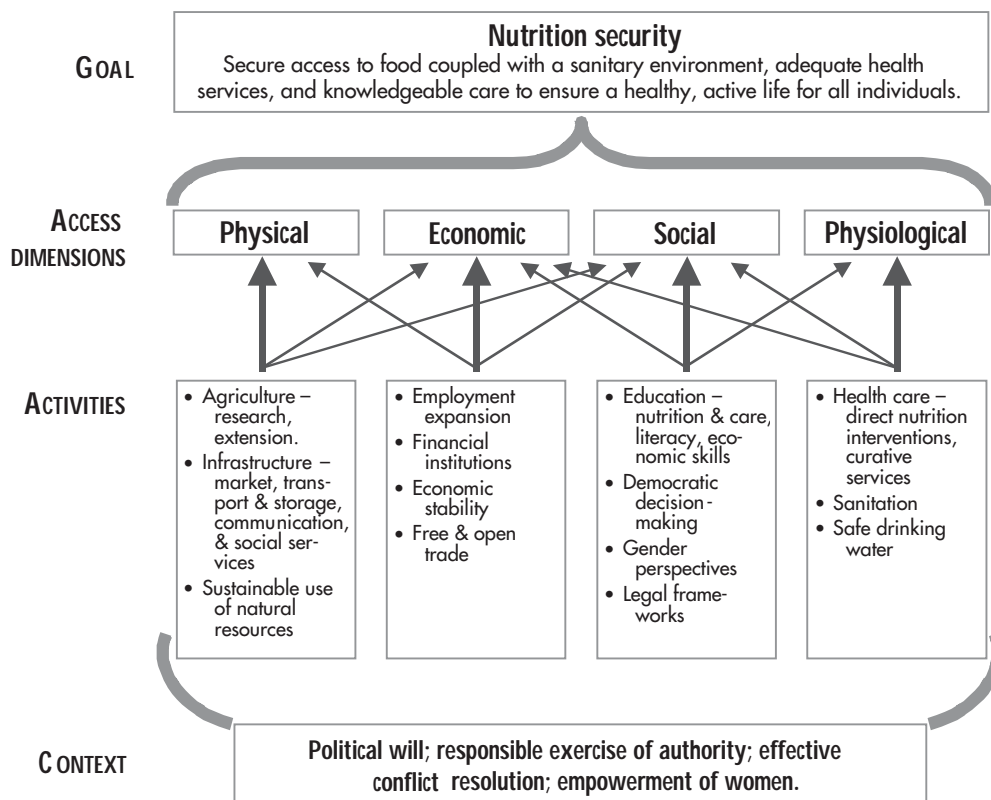 GOAL
Nutrition security
Secure access to food coupled with a sanitary environment, adequate health
services, and knowledgeable care to ensure a healthy, active life for all individuals.
ACCESS
DIMENSIONS
Physical
Economic
Social
Physiological
ACTIVITIES
• Agriculture –
research,
extension.
• Infrastructure –
market, trans-
port & storage,
communication,
& social ser-
vices
• Sustainable use
of natural
resources
• Employment
expansion
• Financial
institutions
• Economic
stability
• Free & open
trade
• Education –
nutrition & care,
literacy, eco-
nomic skills
• Democratic
decision-
making
• Gender
perspectives
• Legal frame-
works
• Health care –
direct nutrition
interventions,
curative
services
• Sanitation
• Safe drinking
water
CONTEXT
Political will; responsible exercise of authority; effective
conflict resolution; empowerment of women.